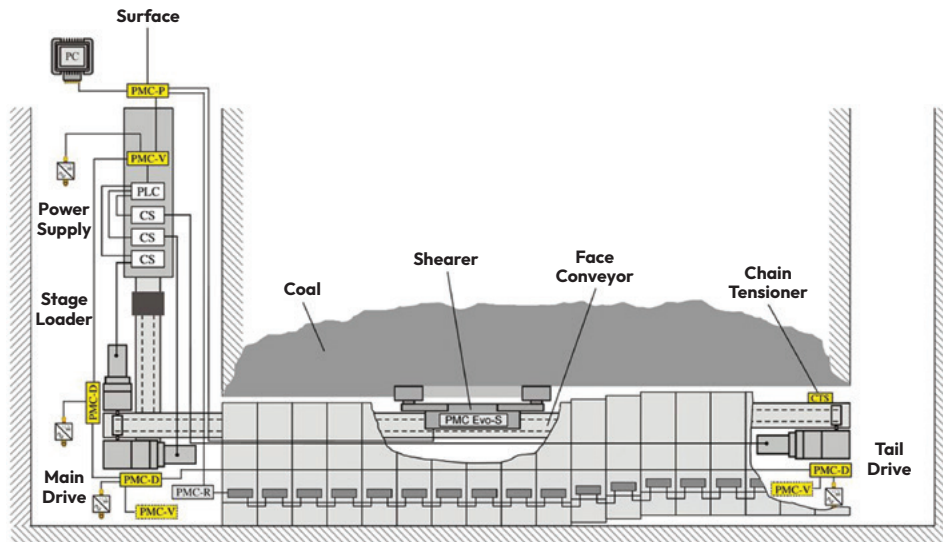 Surface
PC
PMC-P
PMC-V
PLC
Power
Supply
CS
CS
CS
Stage
Loader
Coal
Shearer
Face
Conveyor
Chain
Tensioner
CTS
PMC-D
PMC Evo-S
Main
Drive
PMC-D
PMC-R
PMC-V
Tail
Drive
PMC-D
PMC-V